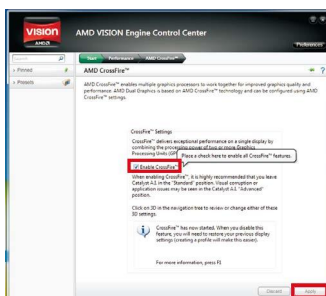 VISION
AMD
AMD VISION Engine Control Center
Preferences
Search
Start
Performance
AMD CrossFire™
Pinned
Presets
AMD CrossFire™
AMD CrossFire™ enables multiple graphics processors to work together for improved graphics quality and
performance. AMD Dual Graphics is based on AMD CrossFire™ technology and can be configured using AMD
CrossFire™ settings.
CrossFire™ Settings
CrossFire™ delivers exceptional performance on a single display by
combining the processing power of two or more Graphics
Processing Units (GPU
Place a check here to enable all CrossFire™ features.
Enable CrossFire™
When enabling CrossFire™, it is highly recommended that you leave
Catalyst A.I. in the "Standard" position. Visual corruption or
application issues may be seen in the Catalyst A.I. "Advanced"
position.
Click on 3D in the navigation tree to review or change either of these
3D settings.
CrossFire™ has now started. When you disable this
feature, you will need to restore your previous display
settings (creating a profile will make this easier).
For more information, press F1
Discard
Apply